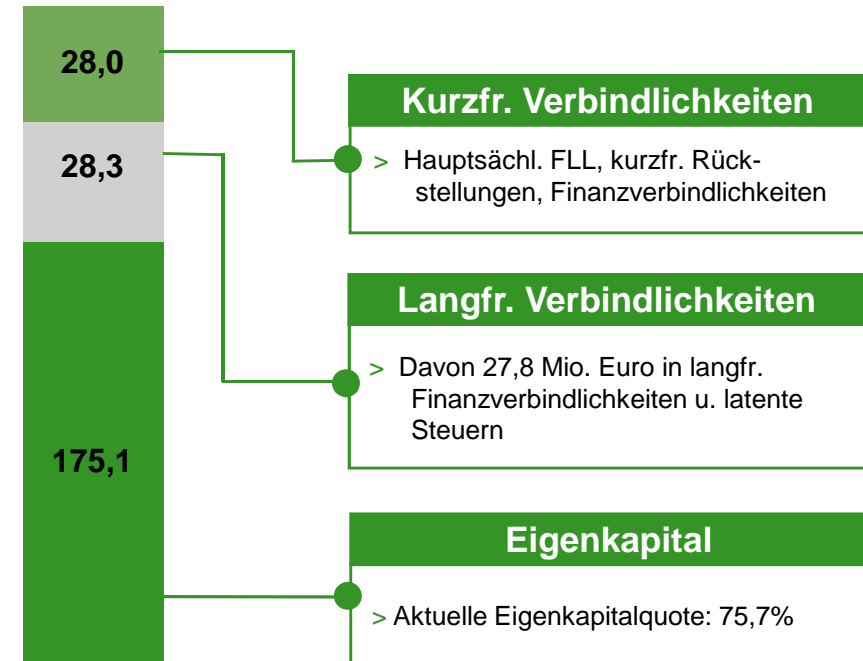 28,0
28,3
175,1
Kurzfr. Verbindlichkeiten
> Hauptsächl. FLL, kurzfr. Rück-
stellungen, Finanzverbindlichkeiten
Langfr. Verbindlichkeiten
> Davon 27,8 Mio. Euro in langfr.
Finanzverbindlichkeiten u. latente
Steuern
Eigenkapital
> Aktuelle Eigenkapitalquote: 75,7%